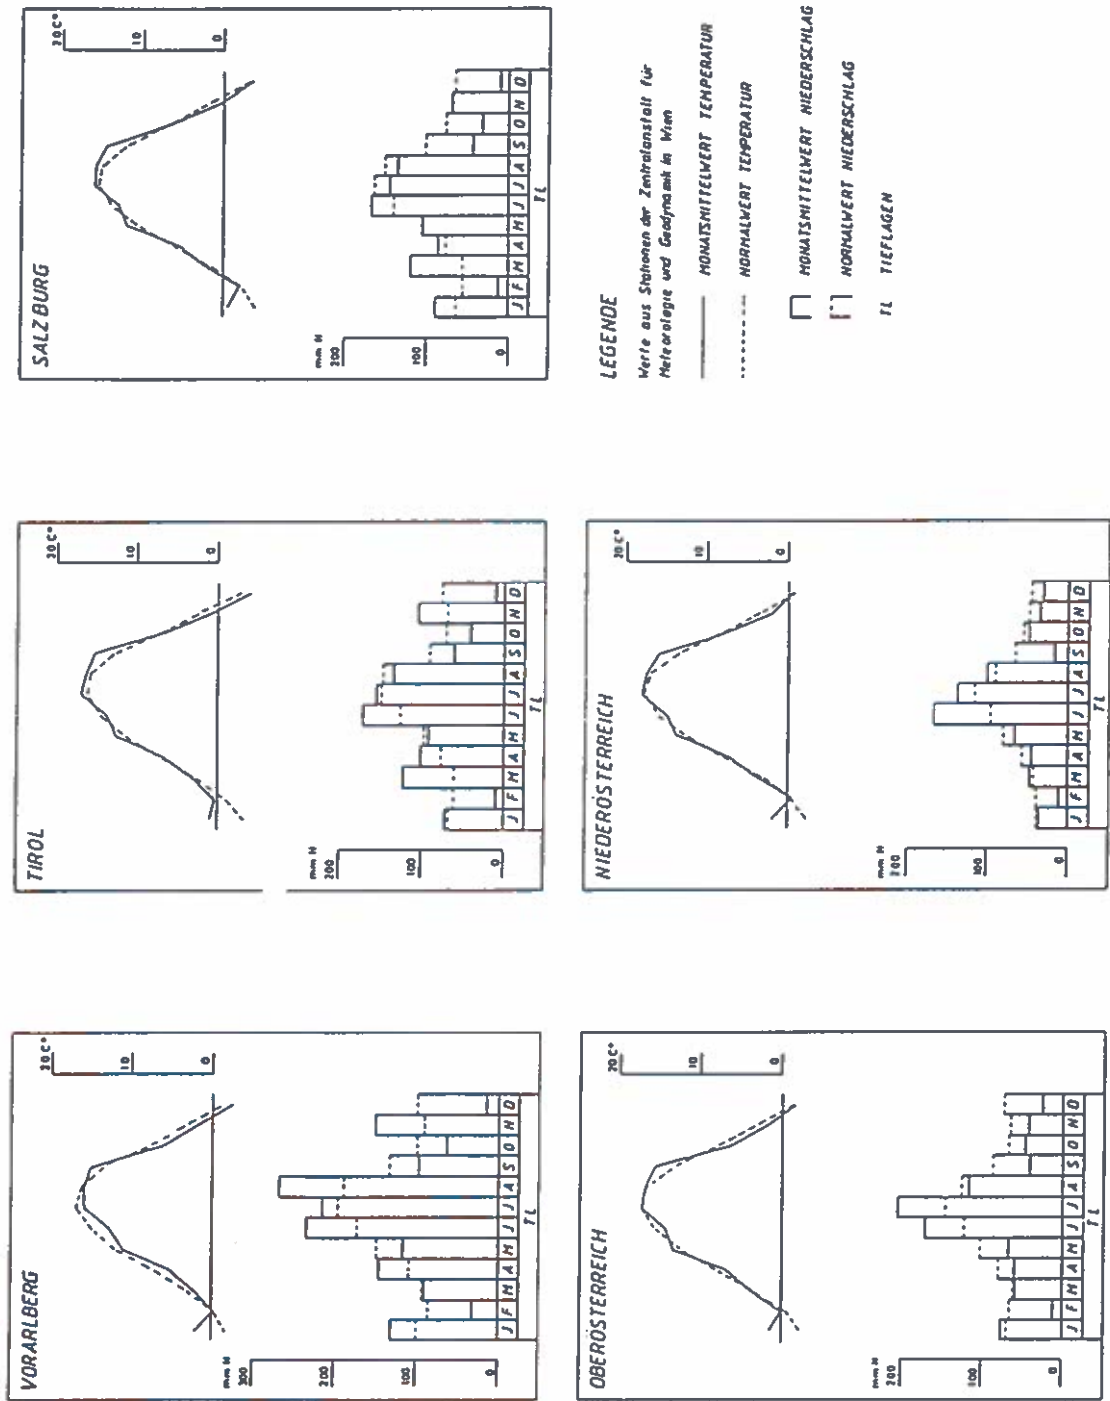 VORARLBERG
20 C°
10
0
mm N
300
200
100
0
J F M A M J J A S O N D
TL
TIROL
20 C°
10
0
mm N
200
100
0
J F M A M J J A S O N D
TL
SALZBURG
20 C°
10
0
mm N
200
100
0
J F M A M J J A S O N D
TL
OBERÖSTERREICH
20 C°
10
0
mm N
200
100
0
J F M A M J J A S O N D
TL
NIEDERÖSTERREICH
20 C°
10
0
mm N
200
100
0
J F M A M J J A S O N D
TL
LEGENDE
Werte aus Stationen der Zentralanstalt für
Meteorologie und Geodynamik in Wien
MONATSMITTELWERT TEMPERATUR
NORMALWERT TEMPERATUR
MONATSMITTELWERT NIEDERSCHLAG
NORMALWERT NIEDERSCHLAG
TL TIEFLAGEN